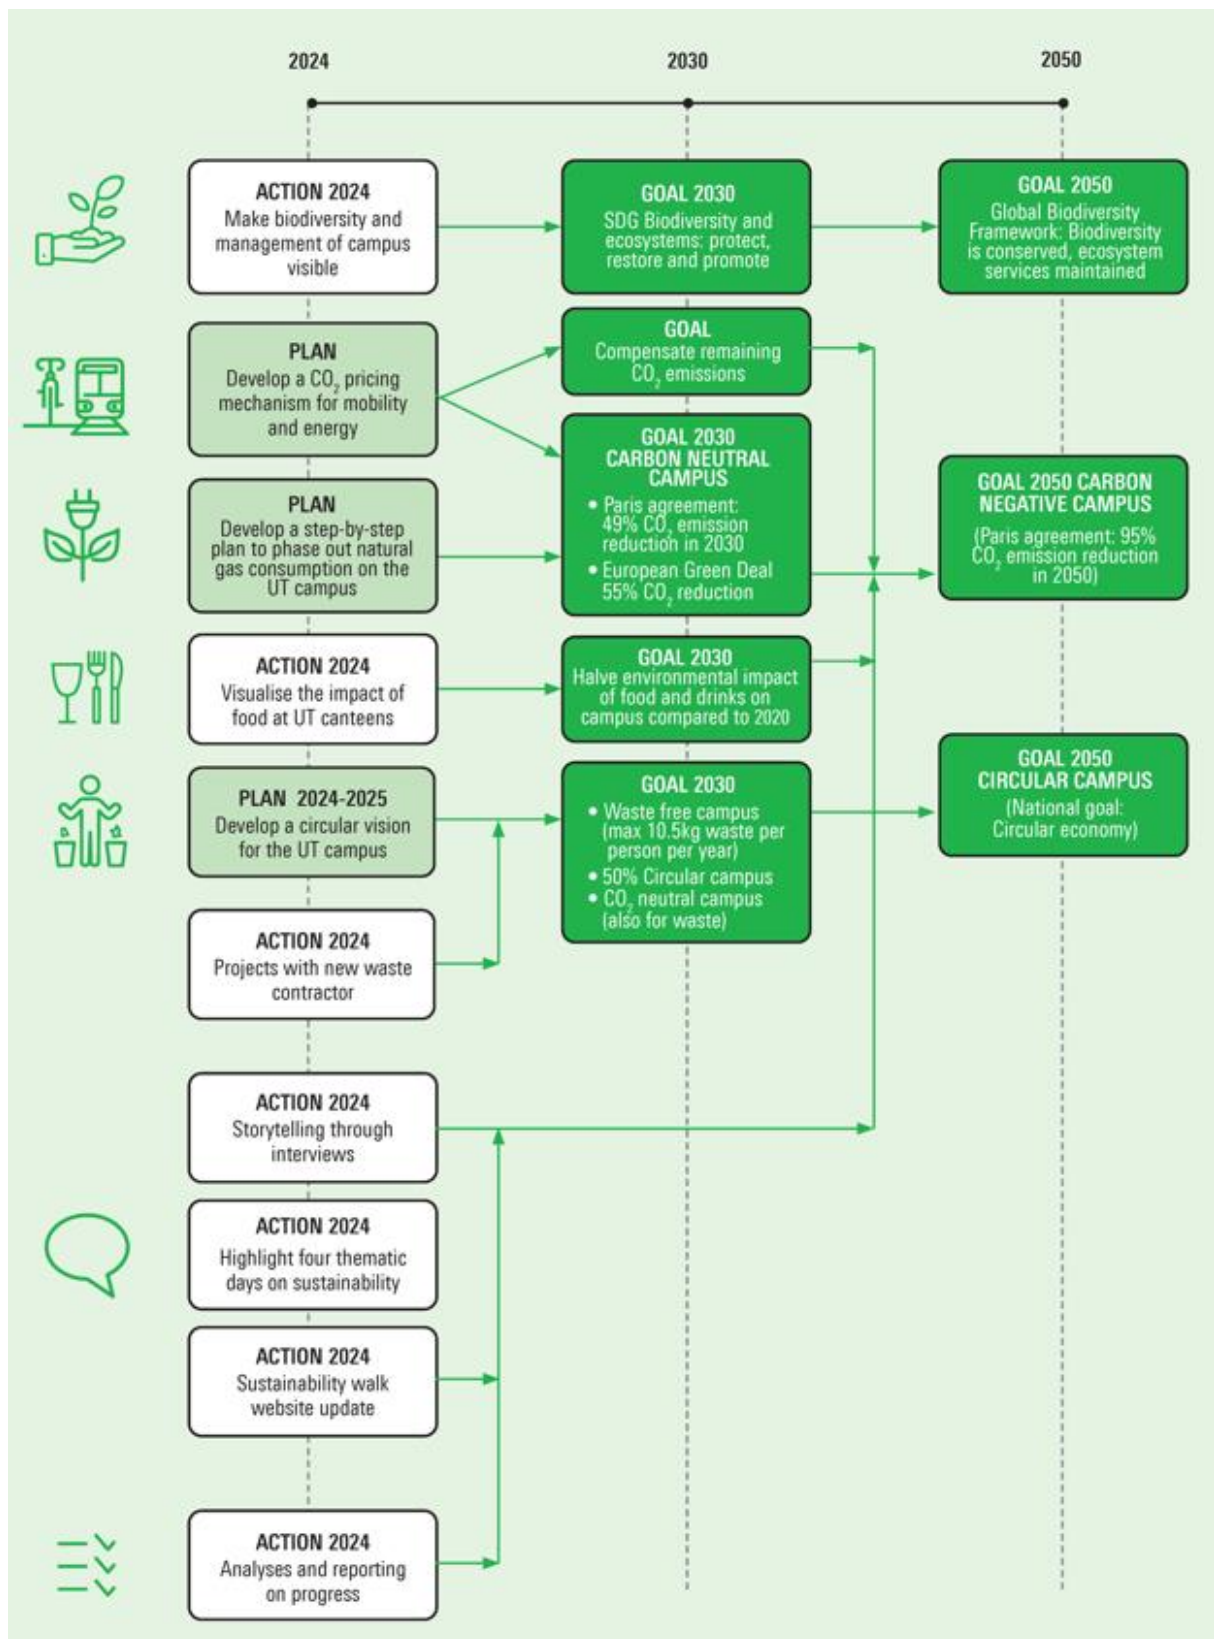 2024
2030
2050
ACTION 2024
Make biodiversity and
management of campus
visible
GOAL 2030
SDG Biodiversity and
ecosystems: protect,
restore and promote
GOAL 2050
Global Biodiversity
Framework: Biodiversity
is conserved, ecosystem
services maintained
PLAN
Develop a CO₂ pricing
mechanism for mobility
and energy
GOAL
Compensate remaining
CO₂ emissions
GOAL 2030
CARBON NEUTRAL
CAMPUS
• Paris agreement:
49% CO₂ emission
reduction in 2030
• European Green Deal
55% CO₂ reduction
GOAL 2050 CARBON
NEGATIVE CAMPUS
(Paris agreement: 95%
CO₂ emission reduction
in 2050)
PLAN
Develop a step-by-step
plan to phase out natural
gas consumption on the
UT campus
ACTION 2024
Visualise the impact of
food at UT canteens
GOAL 2030
Halve environmental impact
of food and drinks on
campus compared to 2020
PLAN 2024-2025
Develop a circular vision
for the UT campus
GOAL 2030
• Waste free campus
(max 10.5kg waste per
person per year)
• 50% Circular campus
• CO₂ neutral campus
(also for waste)
GOAL 2050
CIRCULAR CAMPUS
(National goal:
Circular economy)
ACTION 2024
Projects with new waste
contractor
ACTION 2024
Storytelling through
interviews
ACTION 2024
Highlight four thematic
days on sustainability
ACTION 2024
Sustainability walk
website update
ACTION 2024
Analyses and reporting
on progress